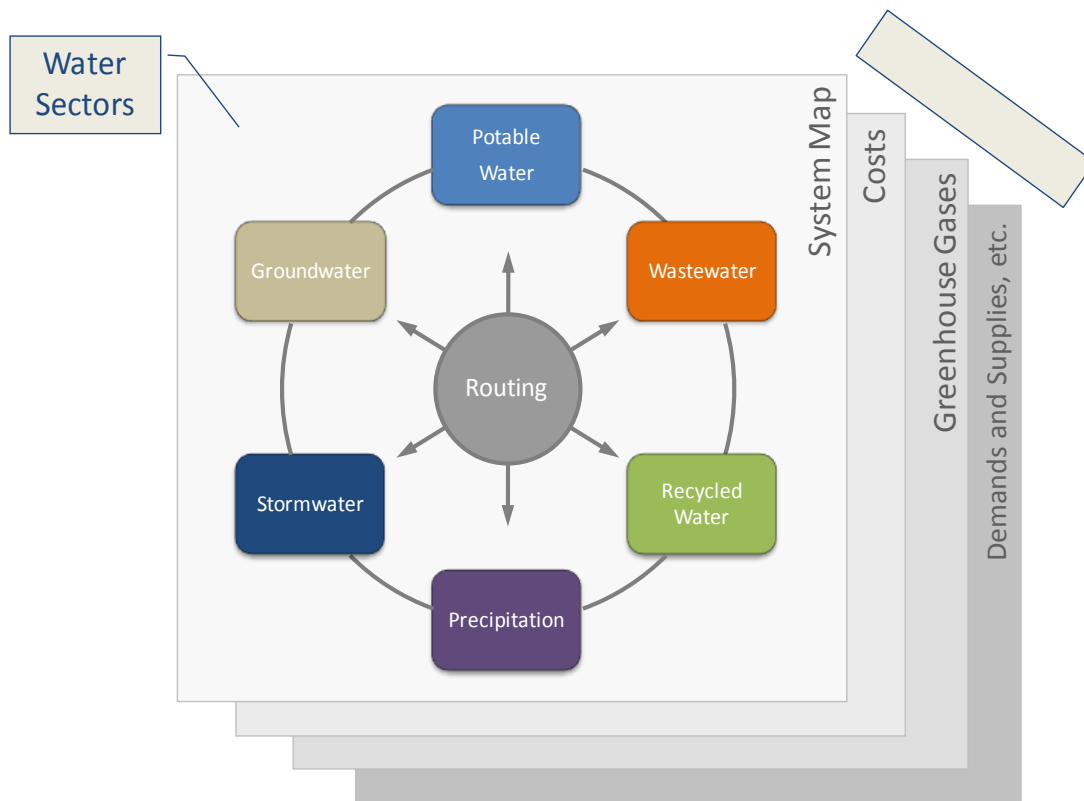 Water
Sectors
Potable
Water
Groundwater
Wastewater
Routing
Stormwater
Recycled
Water
Precipitation
System Map
Costs
Greenhouse Gases
Demands and Supplies, etc.